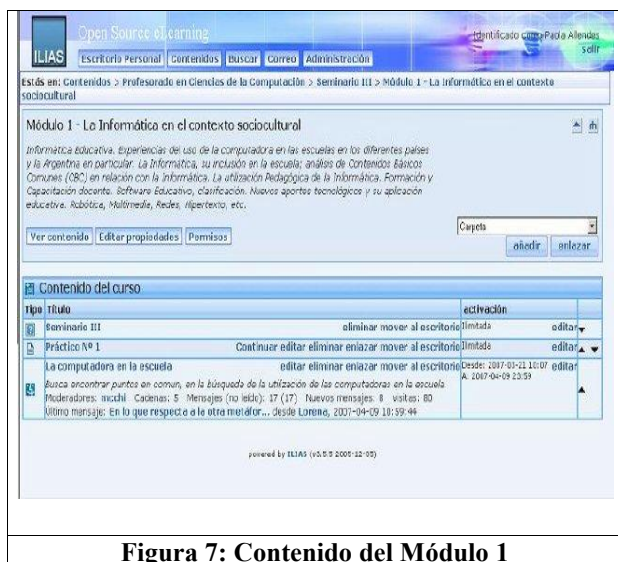 Open Source eLearning
Identificado como Paola Allendes
salir
ILIAS
Escritorio Personal Contenidos Buscar Correo Administración
Estás en: Contenidos > Profesorado en Ciencias de la Computación > Seminario III > Módulo 1 - La Informática en el contexto
sociocultural
Módulo 1 - La Informática en el contexto sociocultural
Informática Educativa. Experiencias del uso de la computadora en las escuelas en los diferentes países
y la Argentina en particular. La Informática, su inclusión en la escuela; análisis de Contenidos Básicos
Comunes (CBC) en relación con la Informática. La utilización Pedagógica de la Informática. Formación y
Capacitación docente. Software Educativo, clasificación. Nuevos aportes tecnológicos y su aplicación
educativa. Robótica, Multimedia, Redes, Hipertexto, etc.
Carpeta
Ver contenido Editar propiedades Permisos
añadir enlazar
Contenido del curso
Tipo Título activación
Seminario III eliminar mover al escritorio Ilimitada editar
Práctico Nº 1 Continuar editar eliminar enlazar mover al escritorio Ilimitada editar
La computadora en la escuela editar eliminar enlazar mover al escritorio Desde: 2007-03-21 10:07 editar
A: 2007-04-09 23:59
Busca encontrar puntos en comun, en la búsqueda de la utilización de las computadoras en la escuela
Moderadores: mcchi Cadenas: 5 Mensajes (no leído): 17 (17) Nuevos mensajes: 8 visitas: 80
Último mensaje: En lo que respecta a la otra metáfor... desde Lorena, 2007-04-09 18:59:44
powered by ILIAS (v3.5.5 2005-12-05)
Figura 7: Contenido del Módulo 1